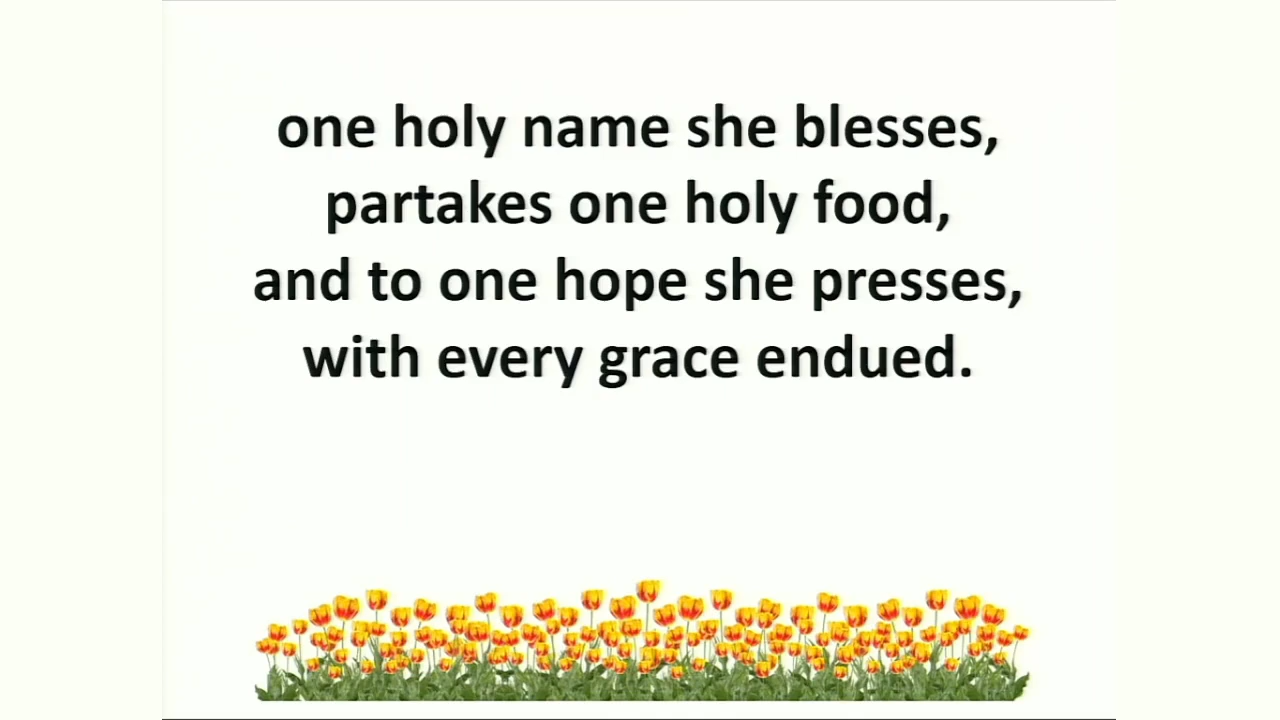 one holy name she blesses,
partakes one holy food,
and to one hope she presses,
with every grace endued.